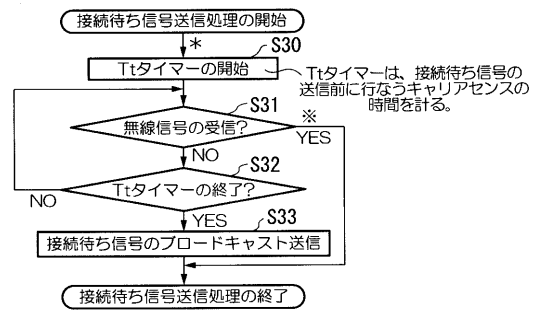 接続待ち信号送信処理の開始
*
S30
Ttタイマーの開始
Ttタイマーは、接続待ち信号の
送信前に行なうキャリアセンスの
時間を計る。
S31
無線信号の受信?
※
YES
NO
S32
Ttタイマーの終了?
NO
YES
S33
接続待ち信号のブロードキャスト送信
接続待ち信号送信処理の終了